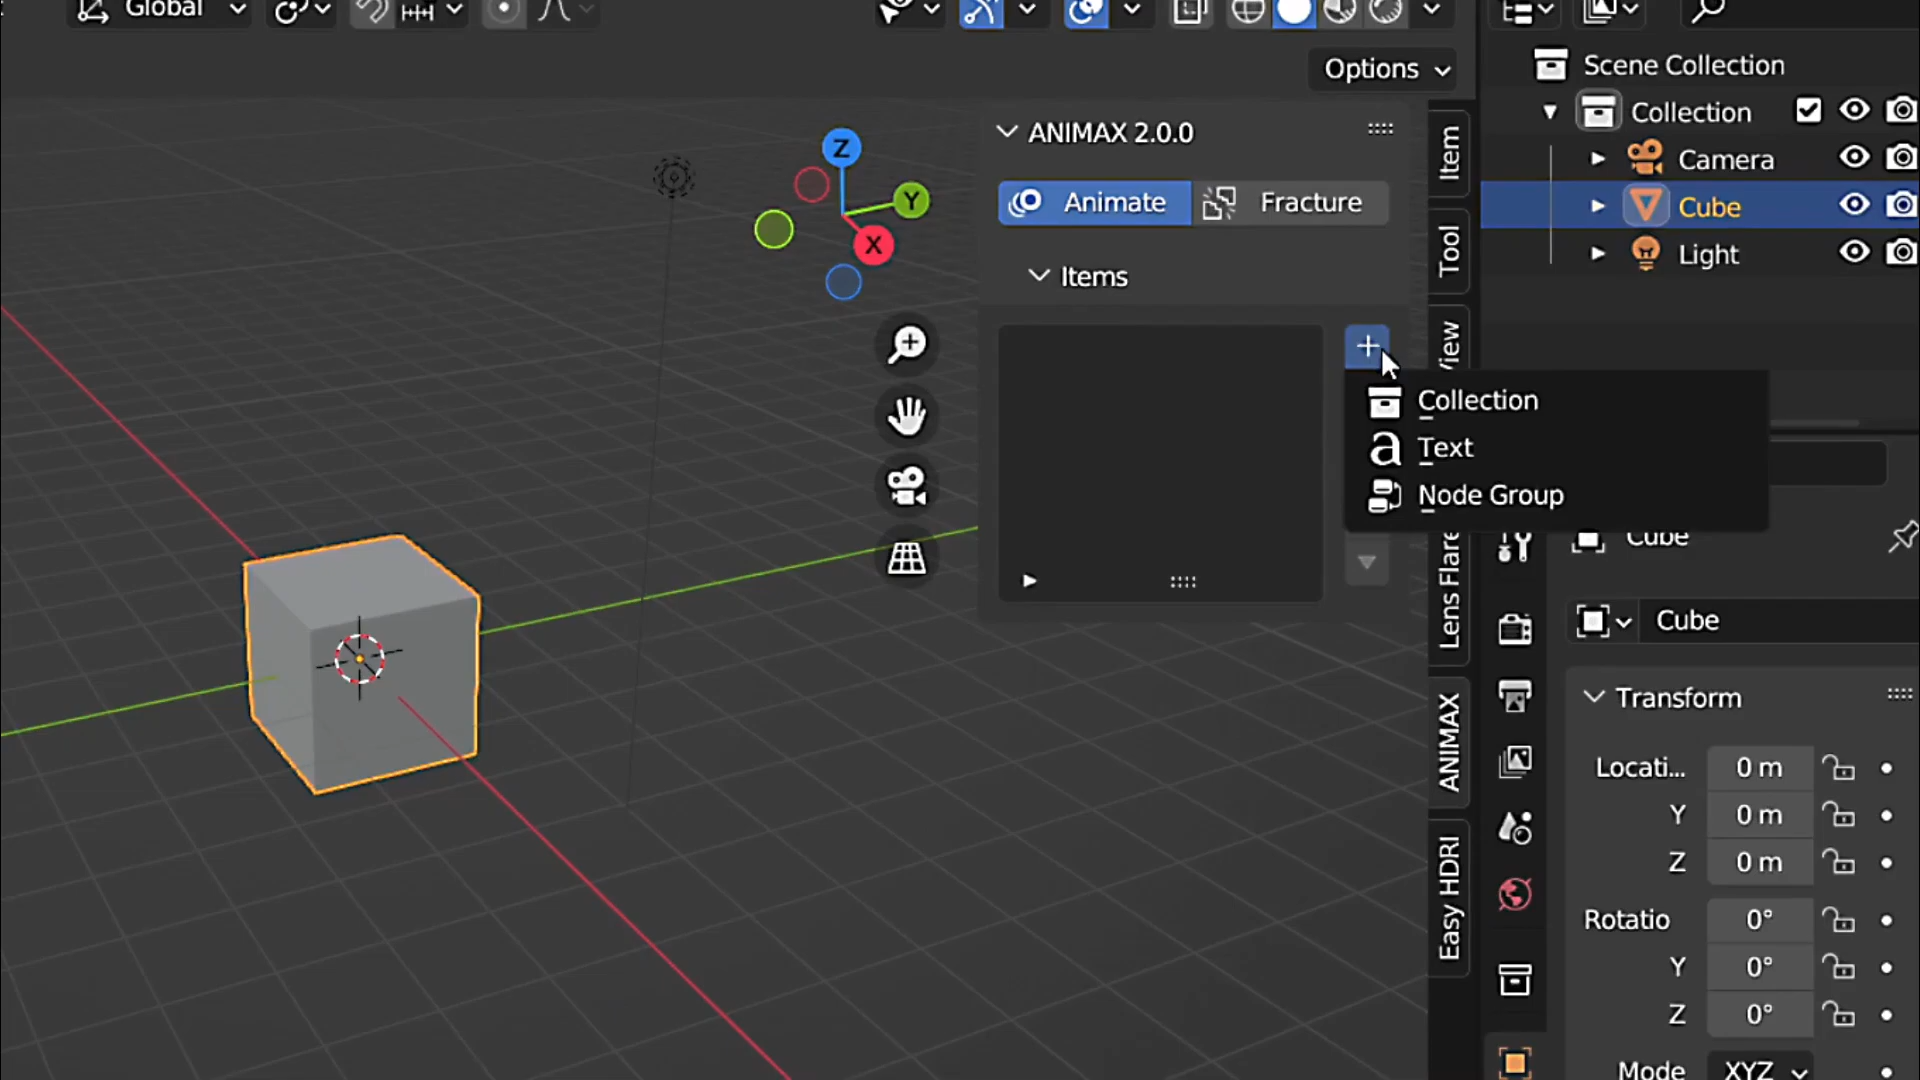 Global
Options
ANIMAX 2.0.0
Animate
Fracture
Items
Z
Y
X
Collection
Text
Node Group
Item
Tool
View
Lens Flare
ANIMAX
Easy HDRI
Scene Collection
Collection
Camera
Cube
Light
Cube
Cube
Transform
Locati... 0 m
Y 0 m
Z 0 m
Rotatio 0°
Y 0°
Z 0°
Mode XYZ